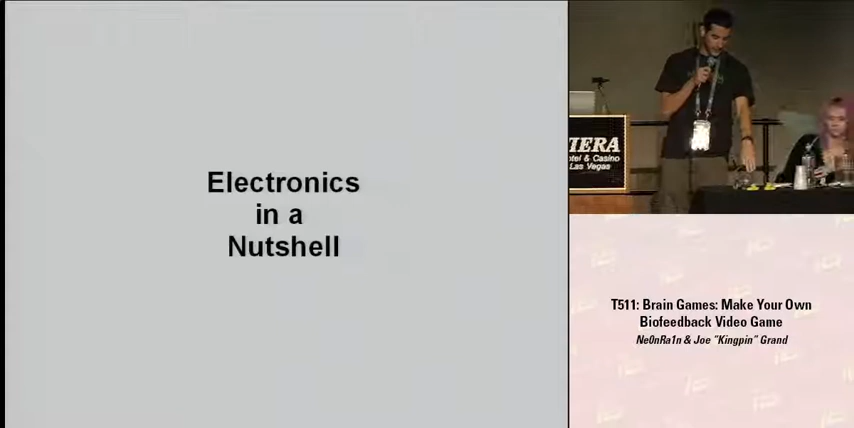 Electronics
in a
Nutshell
IERA
tel & Casino
Las Vegas
T511: Brain Games: Make Your Own
Biofeedback Video Game
Ne0nRa1n & Joe "Kingpin" Grand